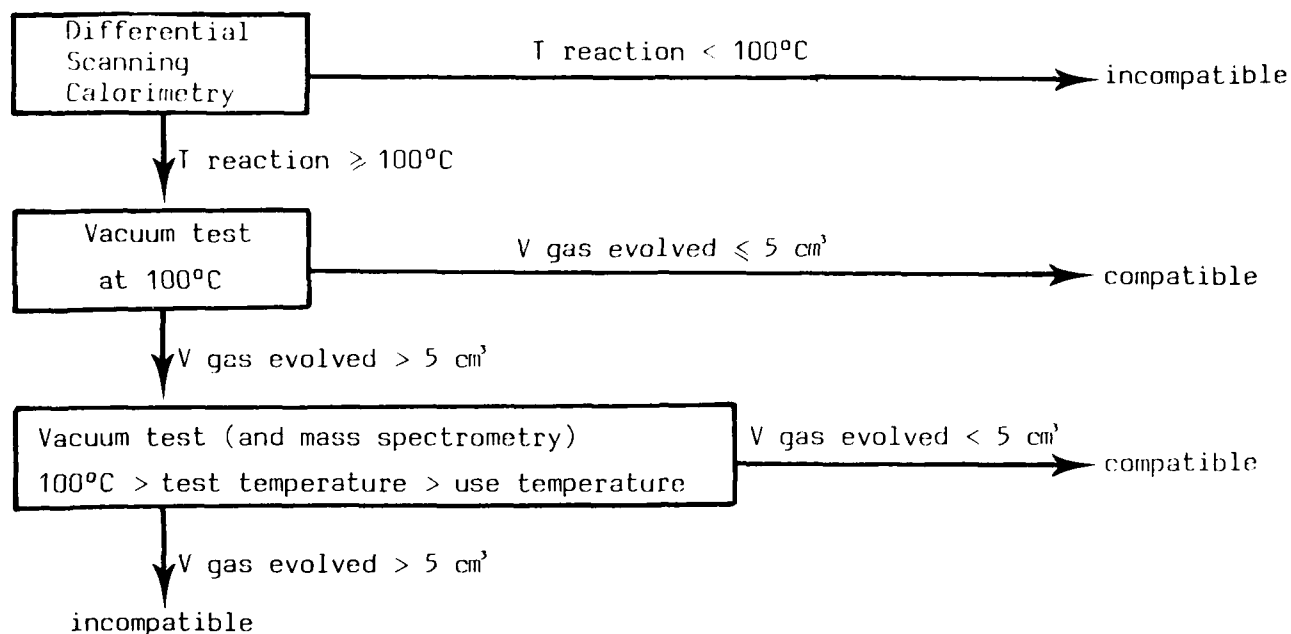 Differential
Scanning
Calorimetry
T reaction < 100°C
incompatible
T reaction ⩾ 100°C
Vacuum test
at 100°C
V gas evolved ⩽ 5 cm³
compatible
V gas evolved > 5 cm³
Vacuum test (and mass spectrometry)
100°C > test temperature > use temperature
V gas evolved < 5 cm³
compatible
V gas evolved > 5 cm³
incompatible